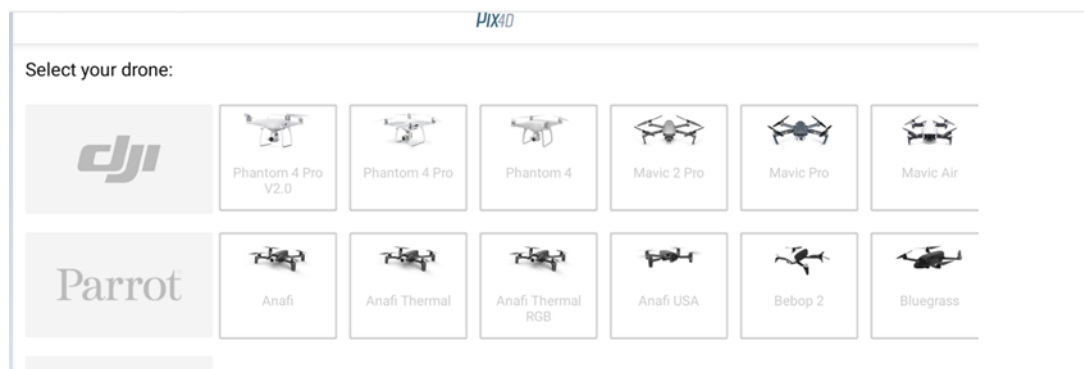 PIX4D
Select your drone:
dji
Phantom 4 Pro
V2.0
Phantom 4 Pro
Phantom 4
Mavic 2 Pro
Mavic Pro
Mavic Air
Parrot
Anafi
Anafi Thermal
Anafi Thermal
RGB
Anafi USA
Bebop 2
Bluegrass